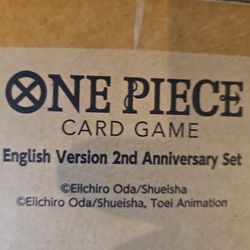 ONE PIECE
CARD GAME
English Version 2nd Anniversary Set
©Eiichiro Oda/Shueisha
©Eiichiro Oda/Shueisha, Toei Animation